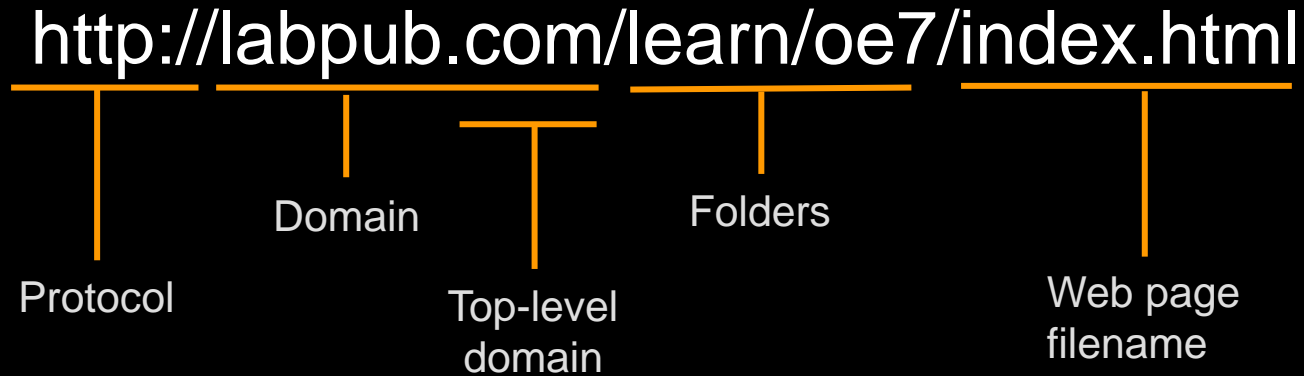 http://labpub.com/learn/oe7/index.html
Domain
Folders
Protocol
Top-level
domain
Web page
filename